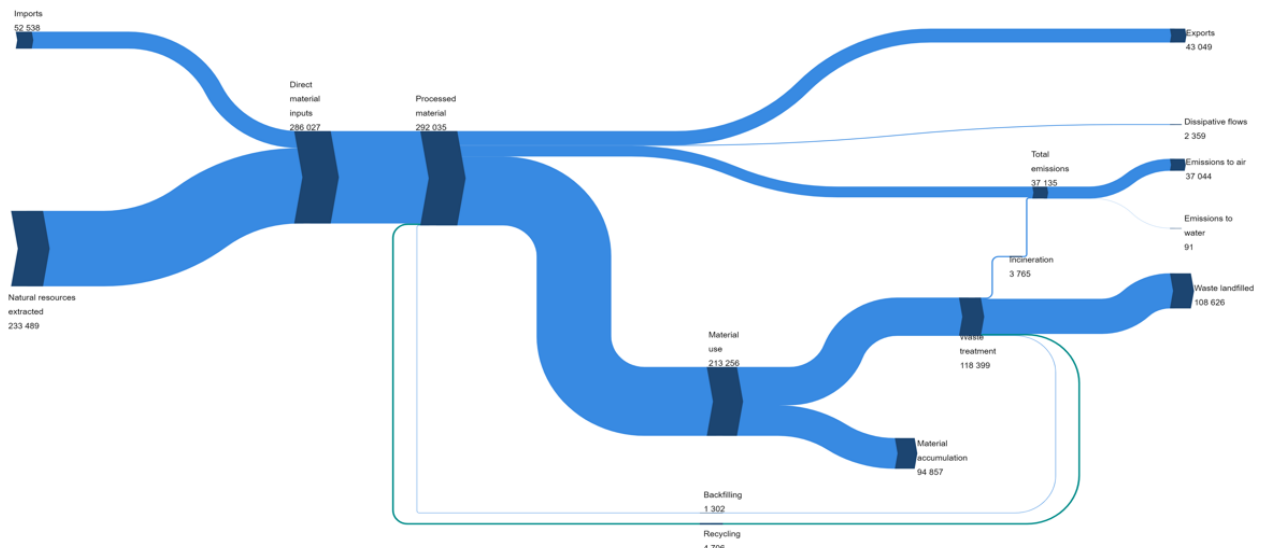 Imports
52 538
Exports
43 049
Direct
material
inputs
286 027
Processed
material
292 035
Dissipative flows
2 359
Total
emissions
37 135
Emissions to air
37 044
Emissions to
water
91
Incineration
3 765
Natural resources
extracted
233 489
Waste landfilled
108 626
Material
use
213 256
Waste
treatment
118 399
Material
accumulation
94 857
Backfilling
1 302
Recycling
4 706